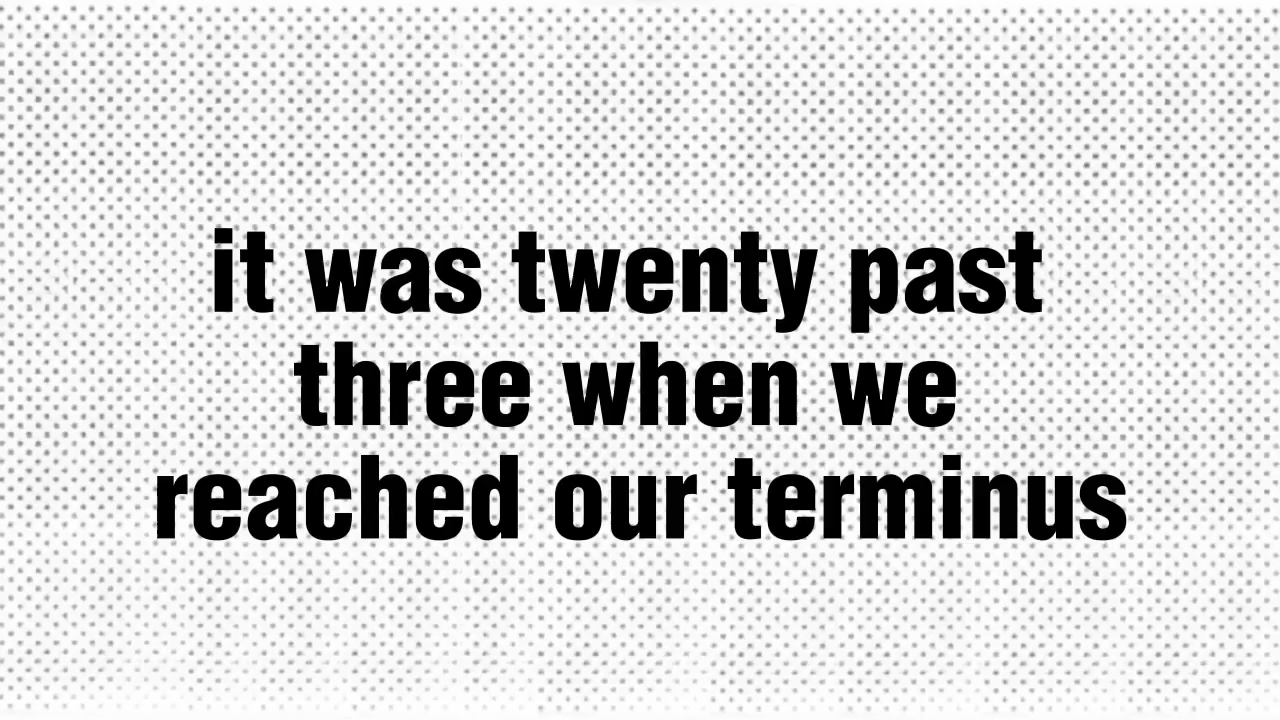 it was twenty past
three when we
reached our terminus